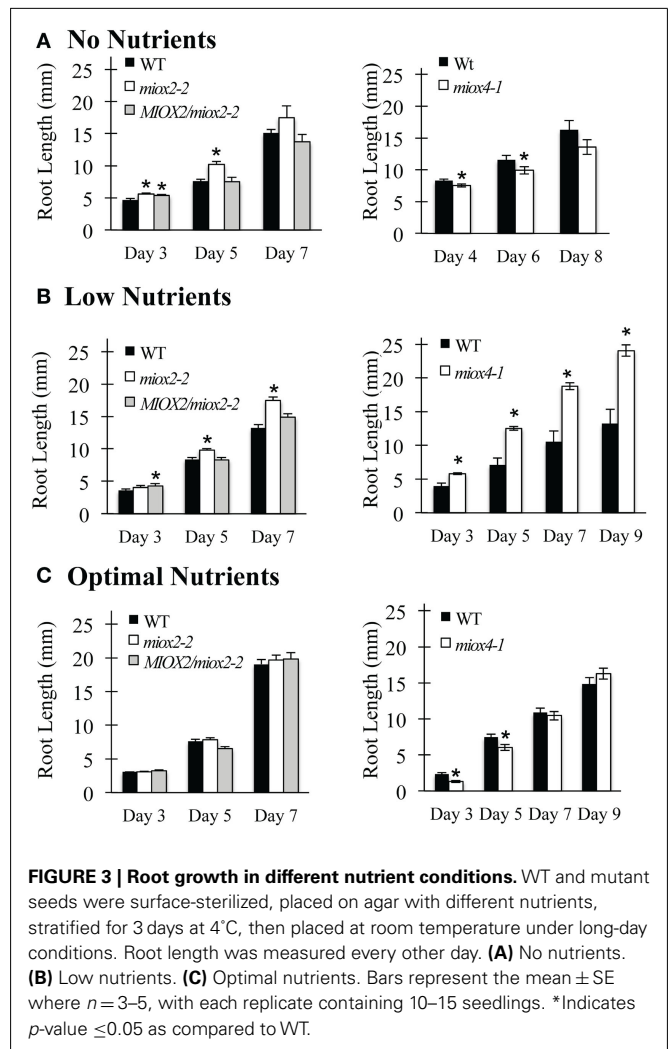 A No Nutrients
Root Length (mm)
25
20
15
10
5
0
WT
miox2-2
MIOX2/miox2-2
*
*
*
Day 3
Day 5
Day 7
Root Length (mm)
25
20
15
10
5
0
Wt
miox4-1
*
*
Day 4
Day 6
Day 8
B Low Nutrients
Root Length (mm)
25
20
15
10
5
0
WT
miox2-2
MIOX2/miox2-2
*
*
*
Day 3
Day 5
Day 7
Root Length (mm)
25
20
15
10
5
0
WT
miox4-1
*
*
*
*
Day 3
Day 5
Day 7
Day 9
C Optimal Nutrients
Root Length (mm)
25
20
15
10
5
0
WT
miox2-2
MIOX2/miox2-2
Day 3
Day 5
Day 7
Root Length (mm)
25
20
15
10
5
0
WT
miox4-1
*
*
Day 3
Day 5
Day 7
Day 9
FIGURE 3 | Root growth in different nutrient conditions. WT and mutant
seeds were surface-sterilized, placed on agar with different nutrients,
stratified for 3 days at 4°C, then placed at room temperature under long-day
conditions. Root length was measured every other day. (A) No nutrients.
(B) Low nutrients. (C) Optimal nutrients. Bars represent the mean ± SE
where n = 3–5, with each replicate containing 10–15 seedlings. *Indicates
p-value ≤0.05 as compared to WT.